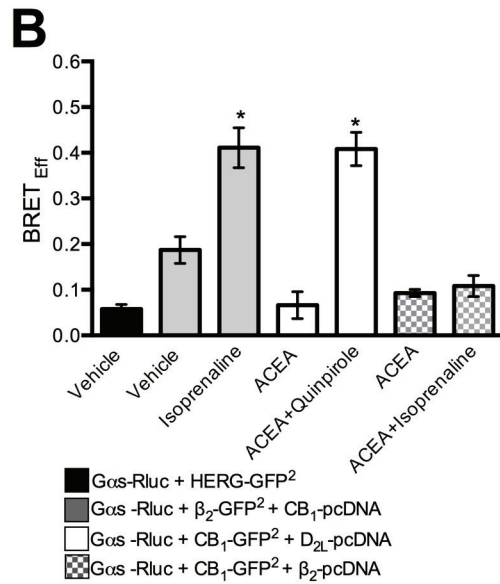 B
0.6
0.5
0.4
0.3
0.2
0.1
0.0
BRET Eff
*
*
Vehicle
Vehicle
Isoprenaline
ACEA
ACEA+Quinpirole
ACEA
ACEA+Isoprenaline
Gαs-Rluc + HERG-GFP²
Gαs -Rluc + β₂-GFP² + CB₁-pcDNA
Gαs -Rluc + CB₁-GFP² + D₂L-pcDNA
Gαs -Rluc + CB₁-GFP² + β₂-pcDNA